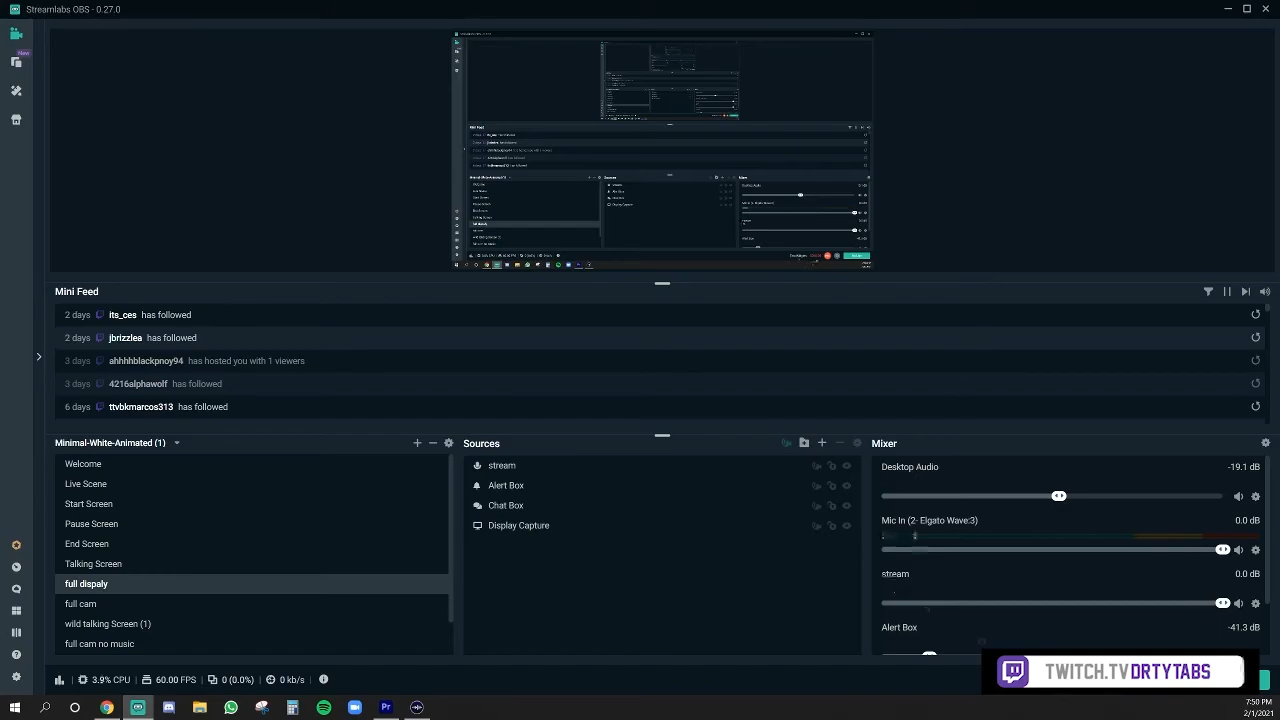 Streamlabs OBS - 0.27.0
New
Mini Feed
2 days its_ces has followed
2 days jbrizzlea has followed
3 days ahhhhblackpnoy94 has hosted you with 1 viewers
3 days 4216alphawolf has followed
6 days ttvbkmarcos313 has followed
Minimal-White-Animated (1)
Welcome
Live Scene
Start Screen
Pause Screen
End Screen
Talking Screen
full dispaly
full cam
wild talking Screen (1)
full cam no music
Sources
stream
Alert Box
Chat Box
Display Capture
Mixer
Desktop Audio -19.1 dB
Mic In (2- Elgato Wave:3) 0.0 dB
stream 0.0 dB
Alert Box -41.3 dB
3.9% CPU 60.00 FPS 0 (0.0%) 0 kb/s
TWITCH.TV DRTYTABS
7:50 PM
2/1/2021